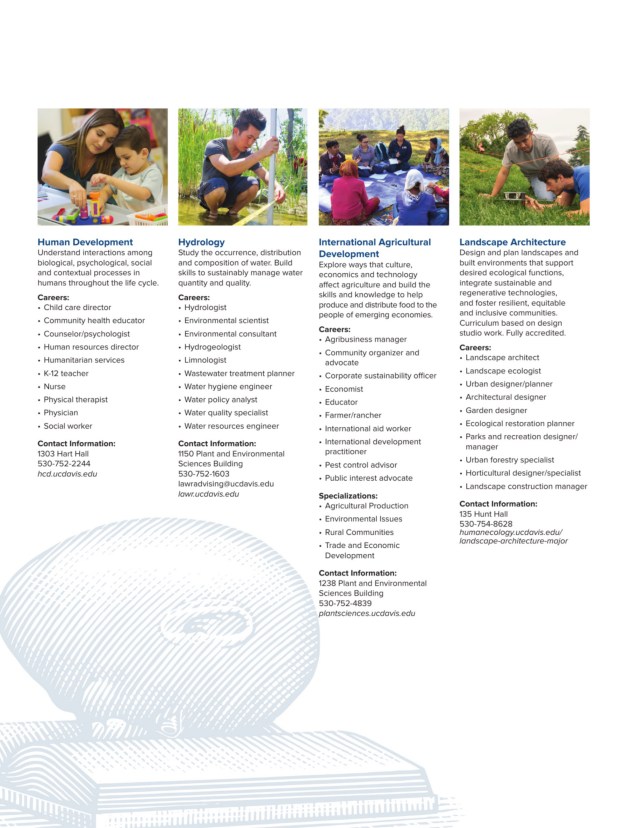 Human Development
Understand interactions among
biological, psychological, social
and contextual processes in
humans throughout the life cycle.
Careers:
• Child care director
• Community health educator
• Counselor/psychologist
• Human resources director
• Humanitarian services
• K-12 teacher
• Nurse
• Physical therapist
• Physician
• Social worker
Contact Information:
1303 Hart Hall
530-752-2244
hcd.ucdavis.edu
Hydrology
Study the occurrence, distribution
and composition of water. Build
skills to sustainably manage water
quantity and quality.
Careers:
• Hydrologist
• Environmental scientist
• Environmental consultant
• Hydrogeologist
• Limnologist
• Wastewater treatment planner
• Water hygiene engineer
• Water policy analyst
• Water quality specialist
• Water resources engineer
Contact Information:
1150 Plant and Environmental
Sciences Building
530-752-1603
lawradvising@ucdavis.edu
lawr.ucdavis.edu
International Agricultural
Development
Explore ways that culture,
economics and technology
affect agriculture and build the
skills and knowledge to help
produce and distribute food to the
people of emerging economies.
Careers:
• Agribusiness manager
• Community organizer and
advocate
• Corporate sustainability officer
• Economist
• Educator
• Farmer/rancher
• International aid worker
• International development
practitioner
• Pest control advisor
• Public interest advocate
Specializations:
• Agricultural Production
• Environmental Issues
• Rural Communities
• Trade and Economic
Development
Contact Information:
1238 Plant and Environmental
Sciences Building
530-752-4839
plantsciences.ucdavis.edu
Landscape Architecture
Design and plan landscapes and
built environments that support
desired ecological functions,
integrate sustainable and
regenerative technologies,
and foster resilient, equitable
and inclusive communities.
Curriculum based on design
studio work. Fully accredited.
Careers:
• Landscape architect
• Landscape ecologist
• Urban designer/planner
• Architectural designer
• Garden designer
• Ecological restoration planner
• Parks and recreation designer/
manager
• Urban forestry specialist
• Horticultural designer/specialist
• Landscape construction manager
Contact Information:
135 Hunt Hall
530-754-8628
humanecology.ucdavis.edu/
landscape-architecture-major